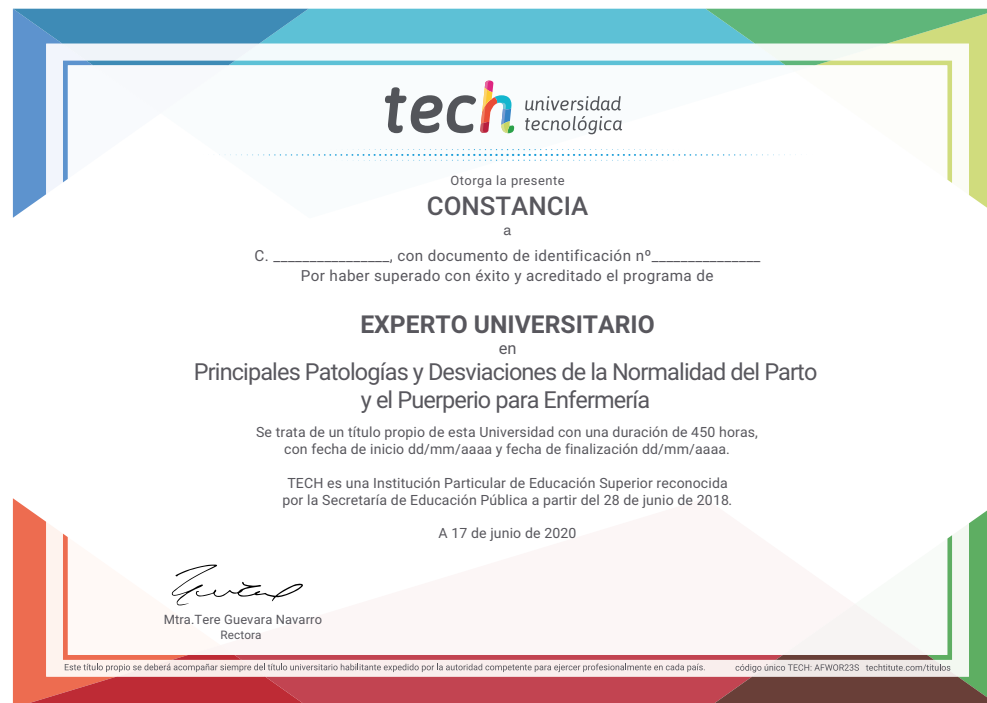 tech universidad
tecnológica
Otorga la presente
CONSTANCIA
a
C. ________________, con documento de identificación nº_______________
Por haber superado con éxito y acreditado el programa de
EXPERTO UNIVERSITARIO
en
Principales Patologías y Desviaciones de la Normalidad del Parto
y el Puerperio para Enfermería
Se trata de un título propio de esta Universidad con una duración de 450 horas,
con fecha de inicio dd/mm/aaaa y fecha de finalización dd/mm/aaaa.
TECH es una Institución Particular de Educación Superior reconocida
por la Secretaría de Educación Pública a partir del 28 de junio de 2018.
A 17 de junio de 2020
Mtra.Tere Guevara Navarro
Rectora
Este título propio se deberá acompañar siempre del título universitario habilitante expedido por la autoridad competente para ejercer profesionalmente en cada país. código único TECH: AFWOR23S techtitute.com/titulos